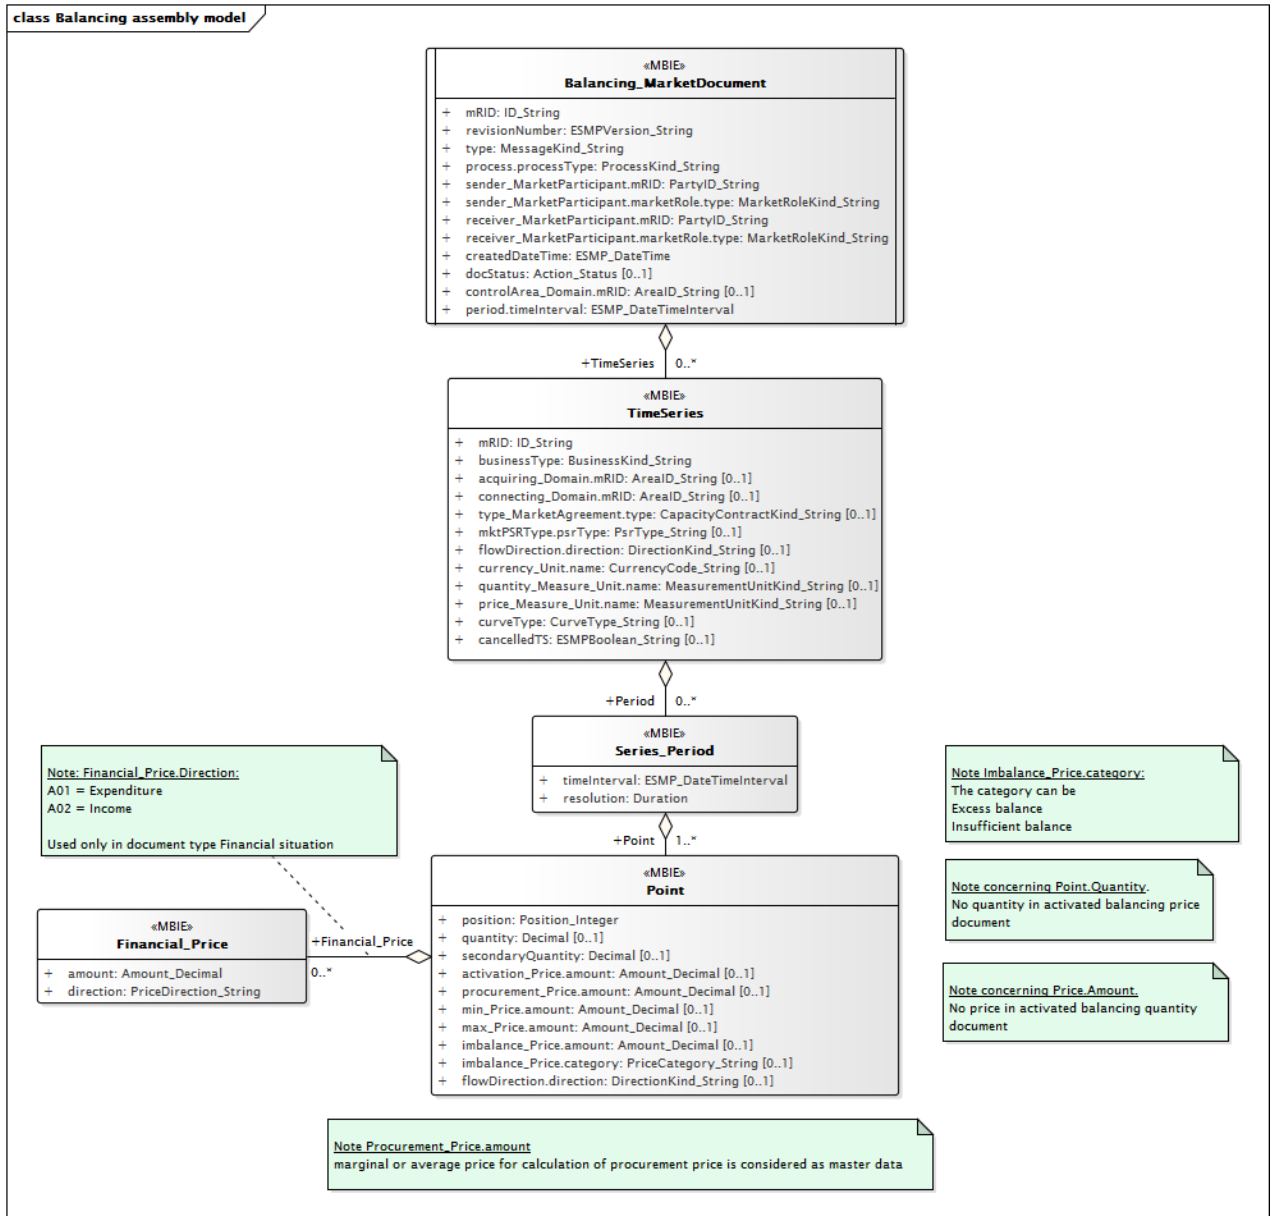 class Balancing assembly model
«MBIE»
Balancing_MarketDocument
+ mRID: ID_String
+ revisionNumber: ESMPVersion_String
+ type: MessageKind_String
+ process.processType: ProcessKind_String
+ sender_MarketParticipant.mRID: PartyID_String
+ sender_MarketParticipant.marketRole.type: MarketRoleKind_String
+ receiver_MarketParticipant.mRID: PartyID_String
+ receiver_MarketParticipant.marketRole.type: MarketRoleKind_String
+ createdDateTime: ESMP_DateTime
+ docStatus: Action_Status [0..1]
+ controlArea_Domain.mRID: AreaID_String [0..1]
+ period.timeInterval: ESMP_DateTimeInterval
+TimeSeries 0..*
«MBIE»
TimeSeries
+ mRID: ID_String
+ businessType: BusinessKind_String
+ acquiring_Domain.mRID: AreaID_String [0..1]
+ connecting_Domain.mRID: AreaID_String [0..1]
+ type_MarketAgreement.type: CapacityContractKind_String [0..1]
+ mktPSRType.psrType: PsrType_String [0..1]
+ flowDirection.direction: DirectionKind_String [0..1]
+ currency_Unit.name: CurrencyCode_String [0..1]
+ quantity_Measure_Unit.name: MeasurementUnitKind_String [0..1]
+ price_Measure_Unit.name: MeasurementUnitKind_String [0..1]
+ curveType: CurveType_String [0..1]
+ cancelledTS: ESMPBoolean_String [0..1]
+Period 0..*
«MBIE»
Series_Period
+ timeInterval: ESMP_DateTimeInterval
+ resolution: Duration
+Point 1..*
Note: Financial_Price.Direction:
A01 = Expenditure
A02 = Income
Used only in document type Financial situation
Note Imbalance_Price.category:
The category can be
Excess balance
Insufficient balance
«MBIE»
Financial_Price
+ amount: Amount_Decimal
+ direction: PriceDirection_String
+Financial_Price
0..*
«MBIE»
Point
+ position: Position_Integer
+ quantity: Decimal [0..1]
+ secondaryQuantity: Decimal [0..1]
+ activation_Price.amount: Amount_Decimal [0..1]
+ procurement_Price.amount: Amount_Decimal [0..1]
+ min_Price.amount: Amount_Decimal [0..1]
+ max_Price.amount: Amount_Decimal [0..1]
+ imbalance_Price.amount: Amount_Decimal [0..1]
+ imbalance_Price.category: PriceCategory_String [0..1]
+ flowDirection.direction: DirectionKind_String [0..1]
Note concerning Point.Quantity.
No quantity in activated balancing price
document
Note concerning Price.Amount.
No price in activated balancing quantity
document
Note Procurement_Price.amount
marginal or average price for calculation of procurement price is considered as master data